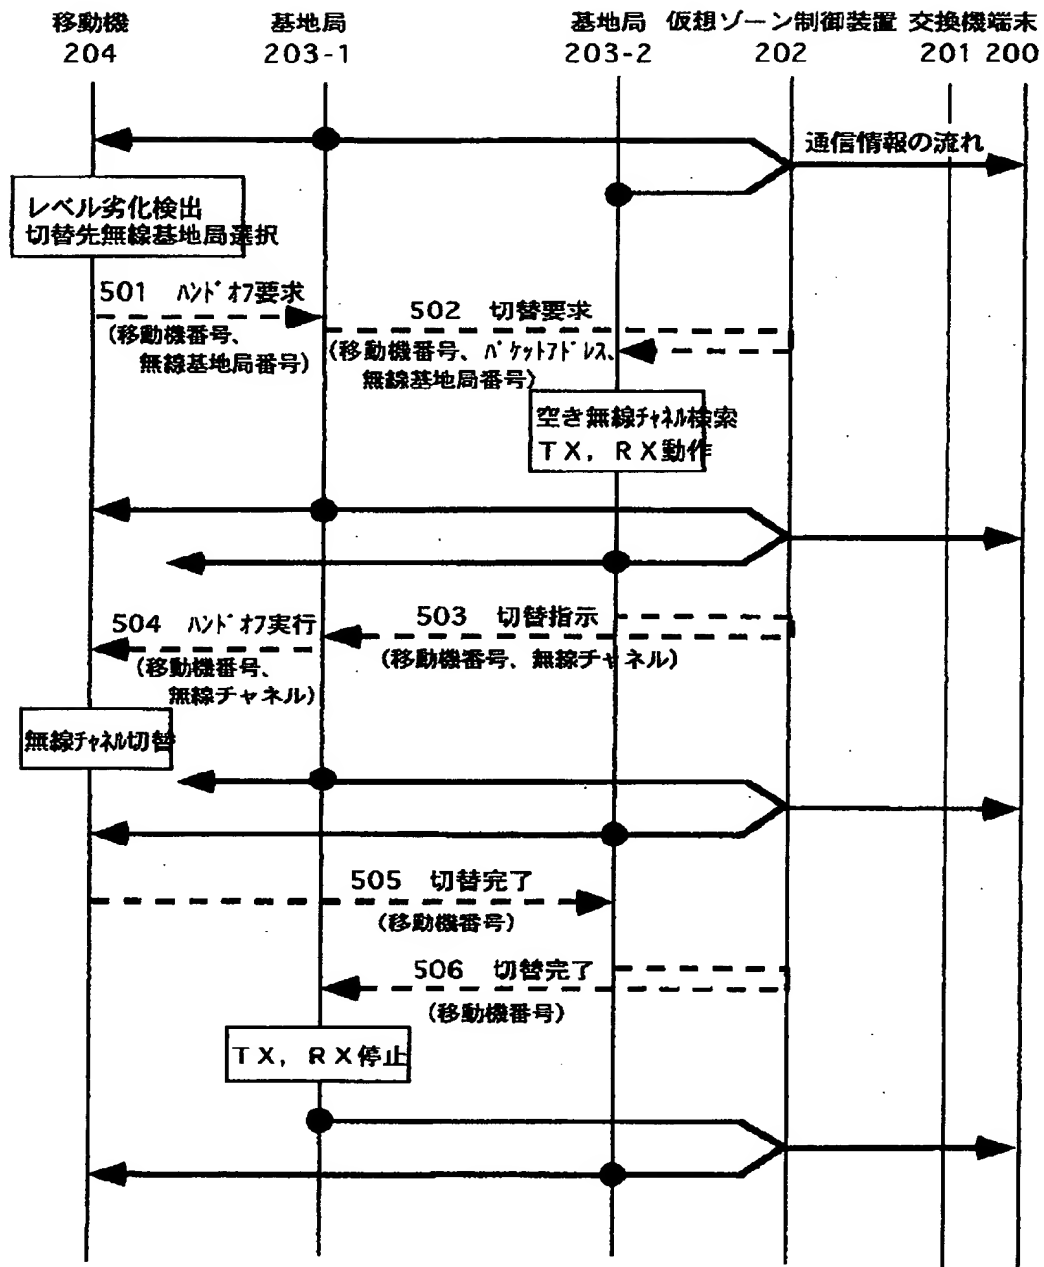 移動機 基地局 基地局 仮想ゾーン制御装置 交換機端末
204 203-1 203-2 202 201 200
通信情報の流れ
レベル劣化検出
切替先無線基地局選択
501 ﾊﾝﾄﾞｵﾌ要求
(移動機番号、
無線基地局番号)
502 切替要求
(移動機番号、ﾊﾟｹｯﾄｱﾄﾞﾚｽ、
無線基地局番号)
空き無線ﾁｬﾈﾙ検索
TX, RX動作
503 切替指示
(移動機番号、無線チャネル)
504 ﾊﾝﾄﾞｵﾌ実行
(移動機番号、
無線チャネル)
無線ﾁｬﾈﾙ切替
505 切替完了
(移動機番号)
506 切替完了
(移動機番号)
TX, RX停止